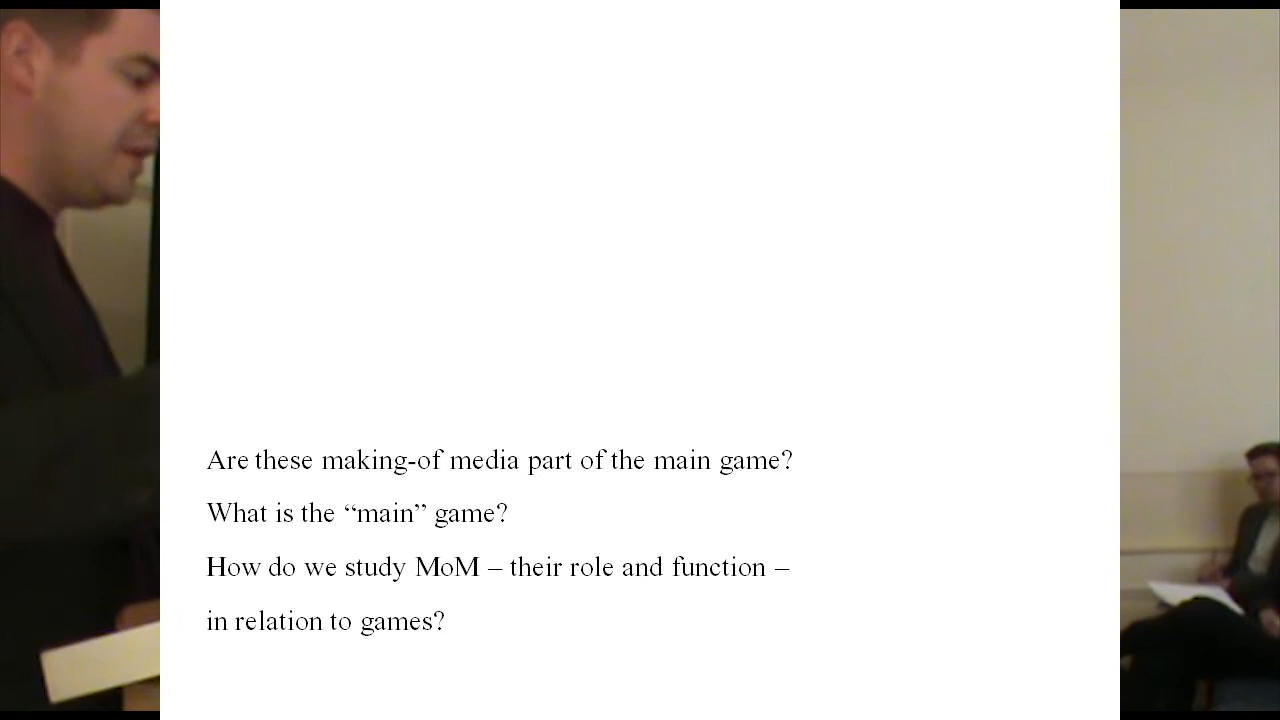 Are these making-of media part of the main game?
What is the “main” game?
How do we study MoM – their role and function –
in relation to games?